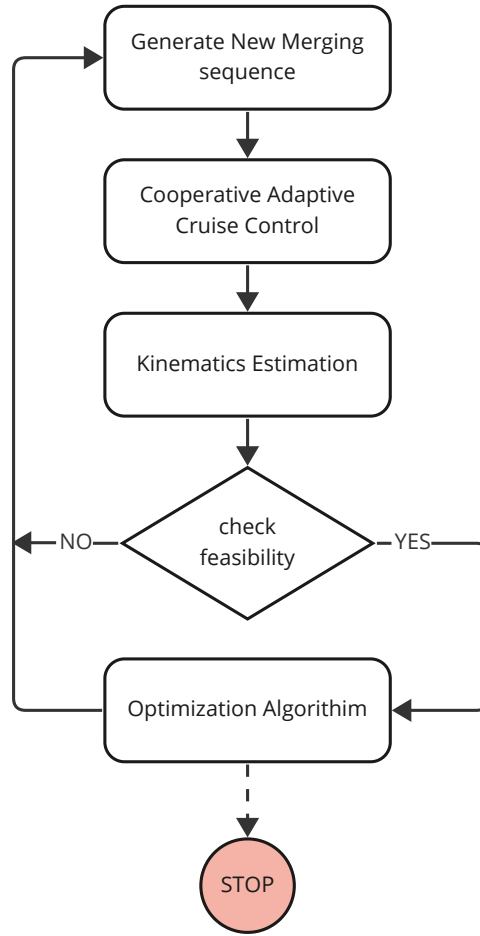 Generate New Merging
sequence
Cooperative Adaptive
Cruise Control
Kinematics Estimation
check
feasibility
NO
YES
Optimization Algorithim
STOP